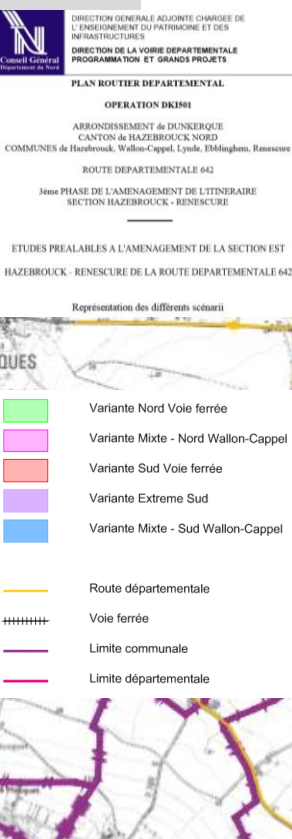 DIRECTION GENERALE ADJOINTE CHARGEE DE
L'ENSEIGNEMENT DU PATRIMOINE ET DES
INFRASTRUCTURES
DIRECTION DE LA VOIRIE DEPARTEMENTALE
PROGRAMMATION ET GRANDS PROJETS
Conseil Général
Département du Nord
PLAN ROUTIER DEPARTEMENTAL
OPERATION DKI501
ARRONDISSEMENT de DUNKERQUE
CANTON de HAZEBROUCK NORD
COMMUNES de Hazebrouck, Wallon-Cappel, Lynde, Ebblinghem, Renescure
ROUTE DEPARTEMENTALE 642
3ème PHASE DE L'AMENAGEMENT DE L'ITINERAIRE
SECTION HAZEBROUCK - RENESCURE
ETUDES PREALABLES A L'AMENAGEMENT DE LA SECTION EST
HAZEBROUCK - RENESCURE DE LA ROUTE DEPARTEMENTALE 642
Représentation des différents scénarii
QUES
Variante Nord Voie ferrée
Variante Mixte - Nord Wallon-Cappel
Variante Sud Voie ferrée
Variante Extreme Sud
Variante Mixte - Sud Wallon-Cappel
Route départementale
Voie ferrée
Limite communale
Limite départementale